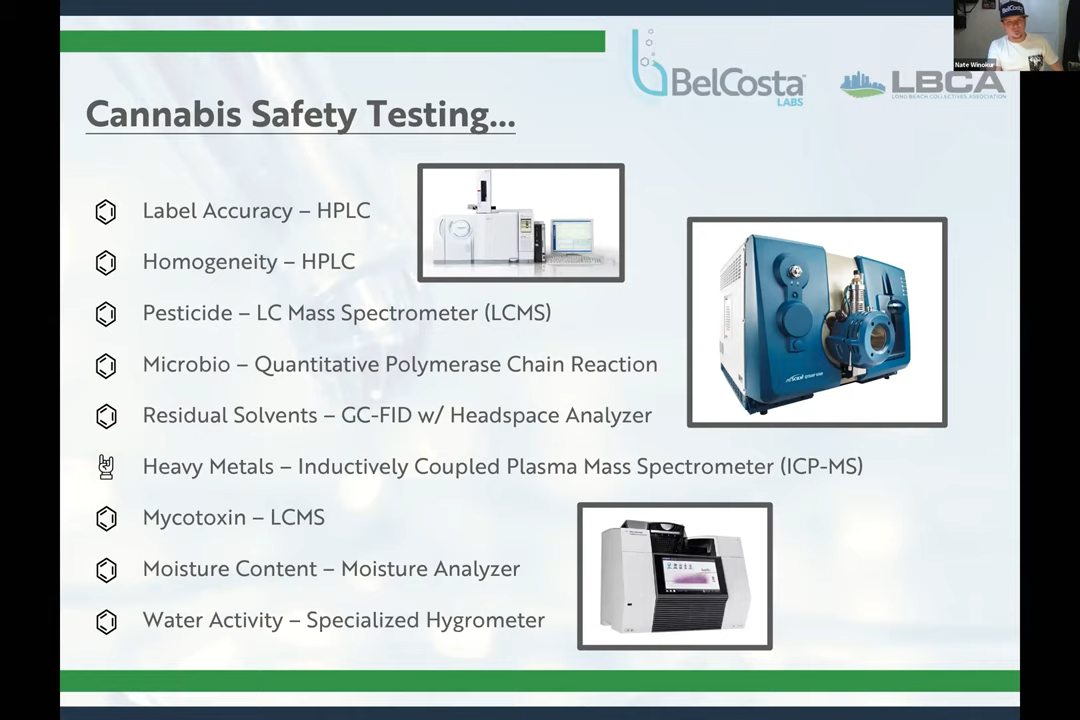 BelCosta
LABS
LBCA
LONG BEACH COLLECTIVES ASSOCIATION
BelCosta
Nate Winokur
Cannabis Safety Testing...
Label Accuracy – HPLC
Homogeneity – HPLC
Pesticide – LC Mass Spectrometer (LCMS)
Microbio – Quantitative Polymerase Chain Reaction
Residual Solvents – GC-FID w/ Headspace Analyzer
Heavy Metals – Inductively Coupled Plasma Mass Spectrometer (ICP-MS)
Mycotoxin – LCMS
Moisture Content – Moisture Analyzer
Water Activity – Specialized Hygrometer